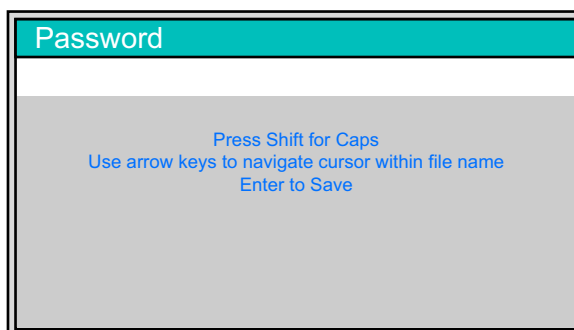 Password
Press Shift for Caps
Use arrow keys to navigate cursor within file name
Enter to Save